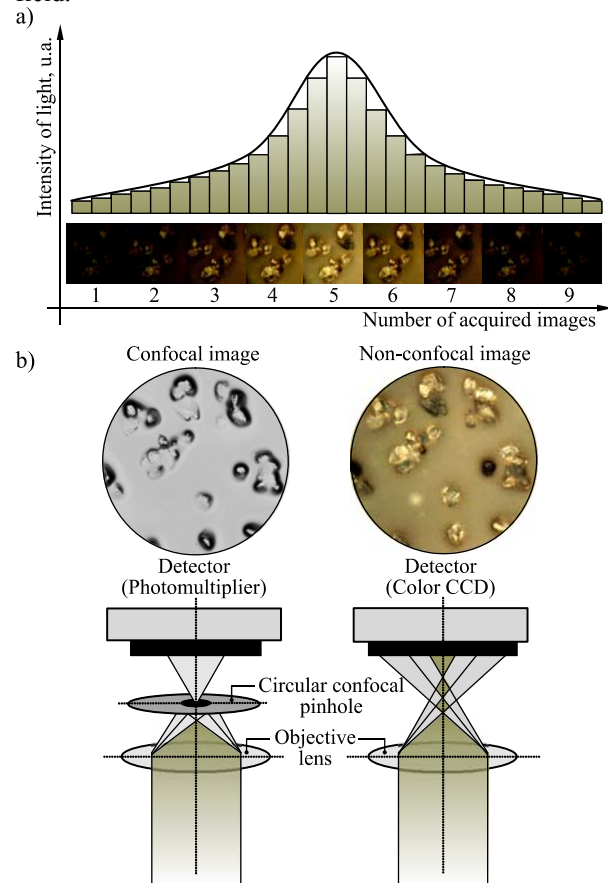 field.
a)
Intensity of light, u.a.
1 2 3 4 5 6 7 8 9
Number of acquired images
b)
Confocal image
Non-confocal image
Detector
(Photomultiplier)
Detector
(Color CCD)
Circular confocal
pinhole
Objective
lens